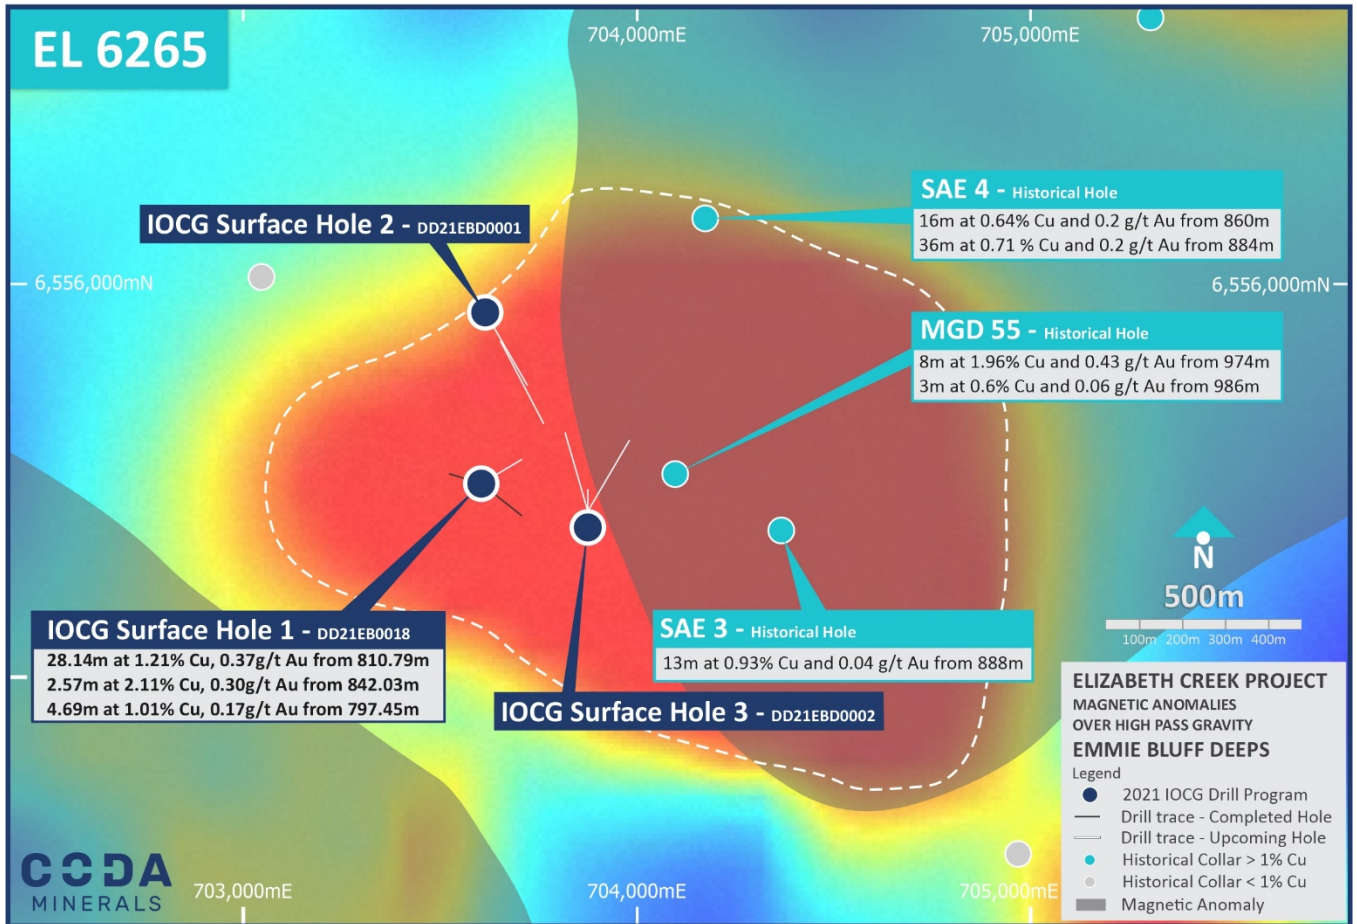 EL 6265
704,000mE
705,000mE
SAE 4 - Historical Hole
16m at 0.64% Cu and 0.2 g/t Au from 860m
36m at 0.71 % Cu and 0.2 g/t Au from 884m
IOCG Surface Hole 2 - DD21EBD0001
6,556,000mN
6,556,000mN
MGD 55 - Historical Hole
8m at 1.96% Cu and 0.43 g/t Au from 974m
3m at 0.6% Cu and 0.06 g/t Au from 986m
N
500m
100m 200m 300m 400m
IOCG Surface Hole 1 - DD21EB0018
28.14m at 1.21% Cu, 0.37g/t Au from 810.79m
2.57m at 2.11% Cu, 0.30g/t Au from 842.03m
4.69m at 1.01% Cu, 0.17g/t Au from 797.45m
SAE 3 - Historical Hole
13m at 0.93% Cu and 0.04 g/t Au from 888m
IOCG Surface Hole 3 - DD21EBD0002
ELIZABETH CREEK PROJECT
MAGNETIC ANOMALIES
OVER HIGH PASS GRAVITY
EMMIE BLUFF DEEPS
Legend
2021 IOCG Drill Program
Drill trace - Completed Hole
Drill trace - Upcoming Hole
Historical Collar > 1% Cu
Historical Collar < 1% Cu
Magnetic Anomaly
CODA
MINERALS
703,000mE
704,000mE
705,000mE